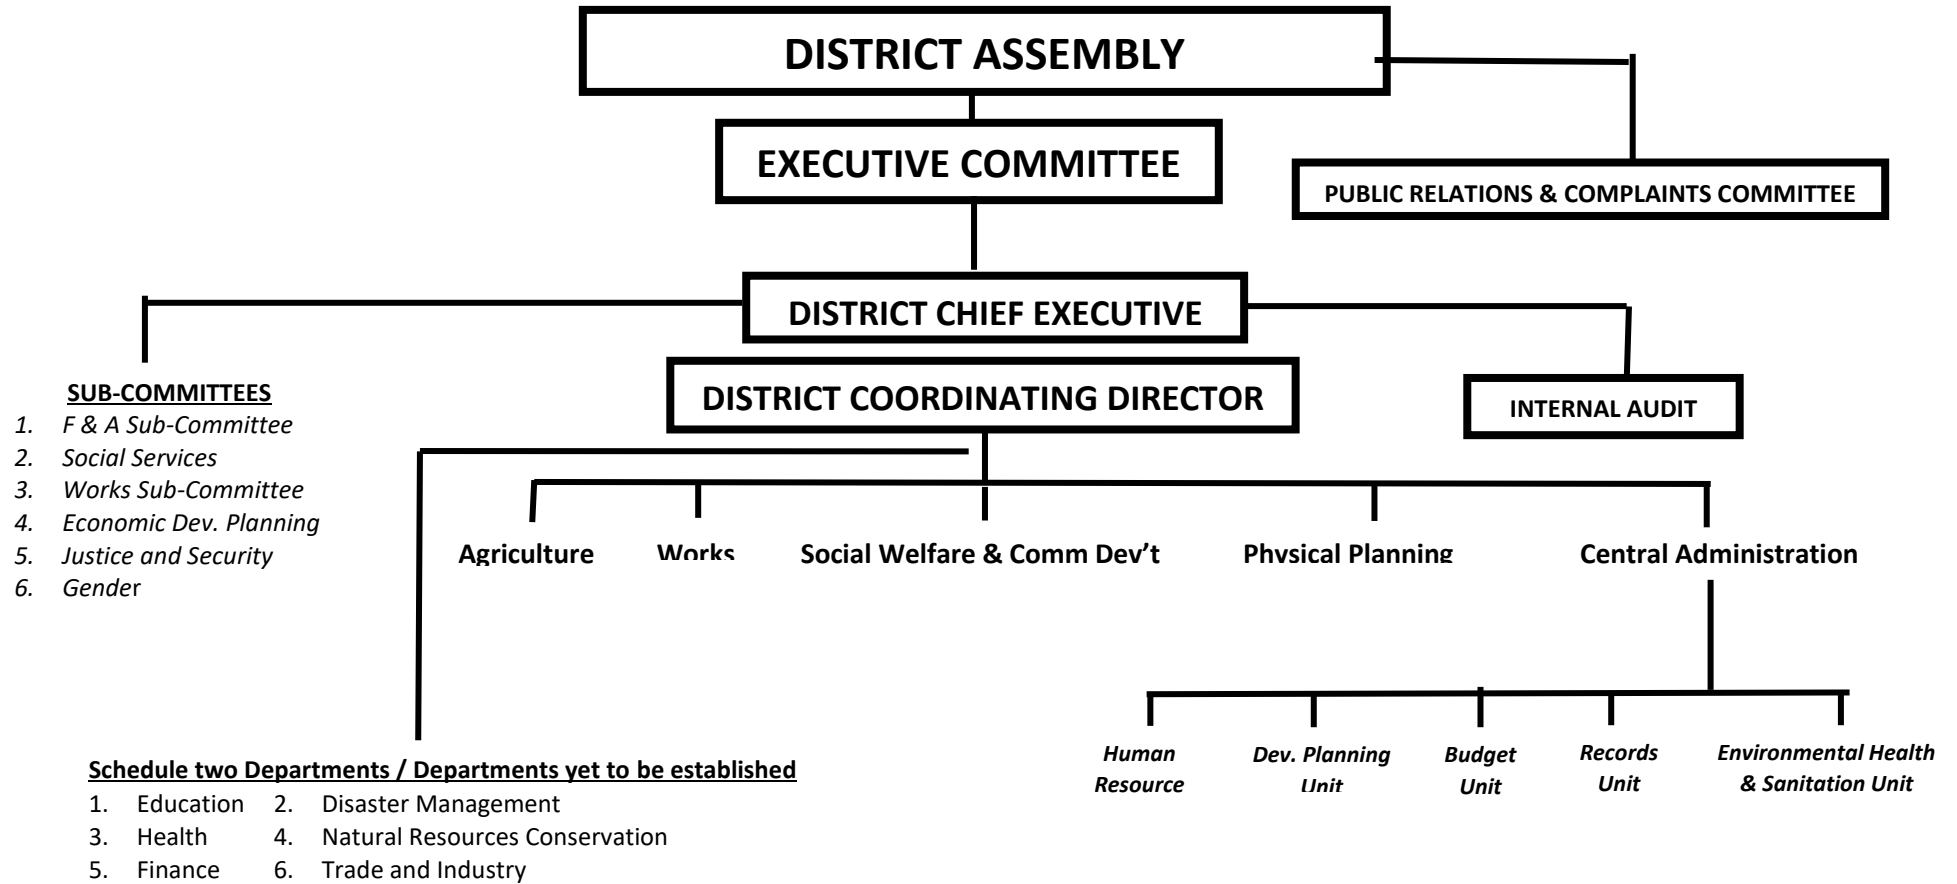 DISTRICT ASSEMBLY
EXECUTIVE COMMITTEE
PUBLIC RELATIONS & COMPLAINTS COMMITTEE
DISTRICT CHIEF EXECUTIVE
SUB-COMMITTEES
1. F & A Sub-Committee
2. Social Services
3. Works Sub-Committee
4. Economic Dev. Planning
5. Justice and Security
6. Gender
DISTRICT COORDINATING DIRECTOR
INTERNAL AUDIT
Agriculture
Works
Social Welfare & Comm Dev’t
Physical Planning
Central Administration
Human
Resource
Dev. Planning
Unit
Budget
Unit
Records
Unit
Environmental Health
& Sanitation Unit
Schedule two Departments / Departments yet to be established
1. Education 2. Disaster Management
3. Health 4. Natural Resources Conservation
5. Finance 6. Trade and Industry